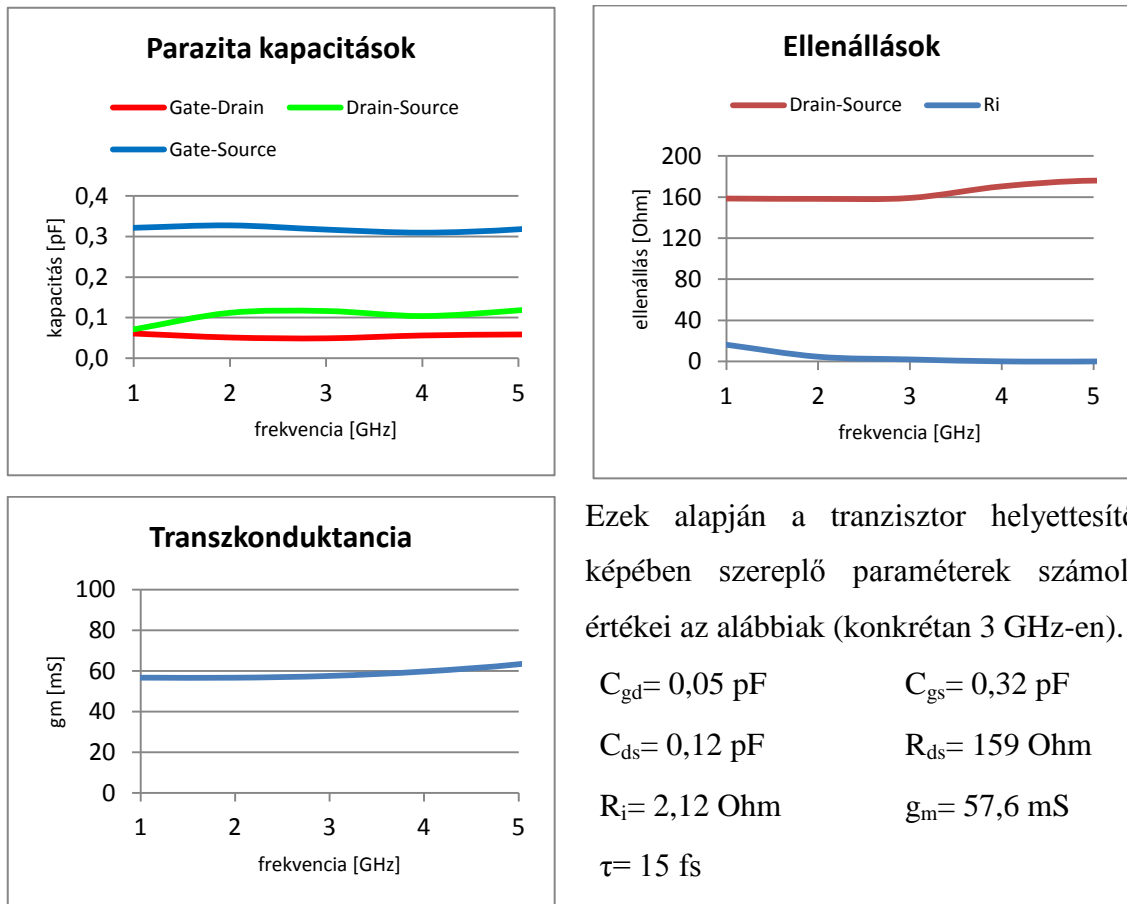 Parazita kapacitások
Gate-Drain Drain-Source
Gate-Source
kapacitás [pF]
0,4
0,3
0,2
0,1
0,0
1 2 3 4 5
frekvencia [GHz]
Ellenállások
Drain-Source Ri
ellenállás [Ohm]
200
160
120
80
40
0
1 2 3 4 5
frekvencia [GHz]
Transzkonduktancia
gm [mS]
100
80
60
40
20
0
1 2 3 4 5
frekvencia [GHz]
Ezek alapján a tranzisztor helyettesítő
képében szereplő paraméterek számol
értékei az alábbiak (konkrétan 3 GHz-en).
Cgd= 0,05 pF Cgs= 0,32 pF
Cds= 0,12 pF Rds= 159 Ohm
Ri= 2,12 Ohm gm= 57,6 mS
τ= 15 fs